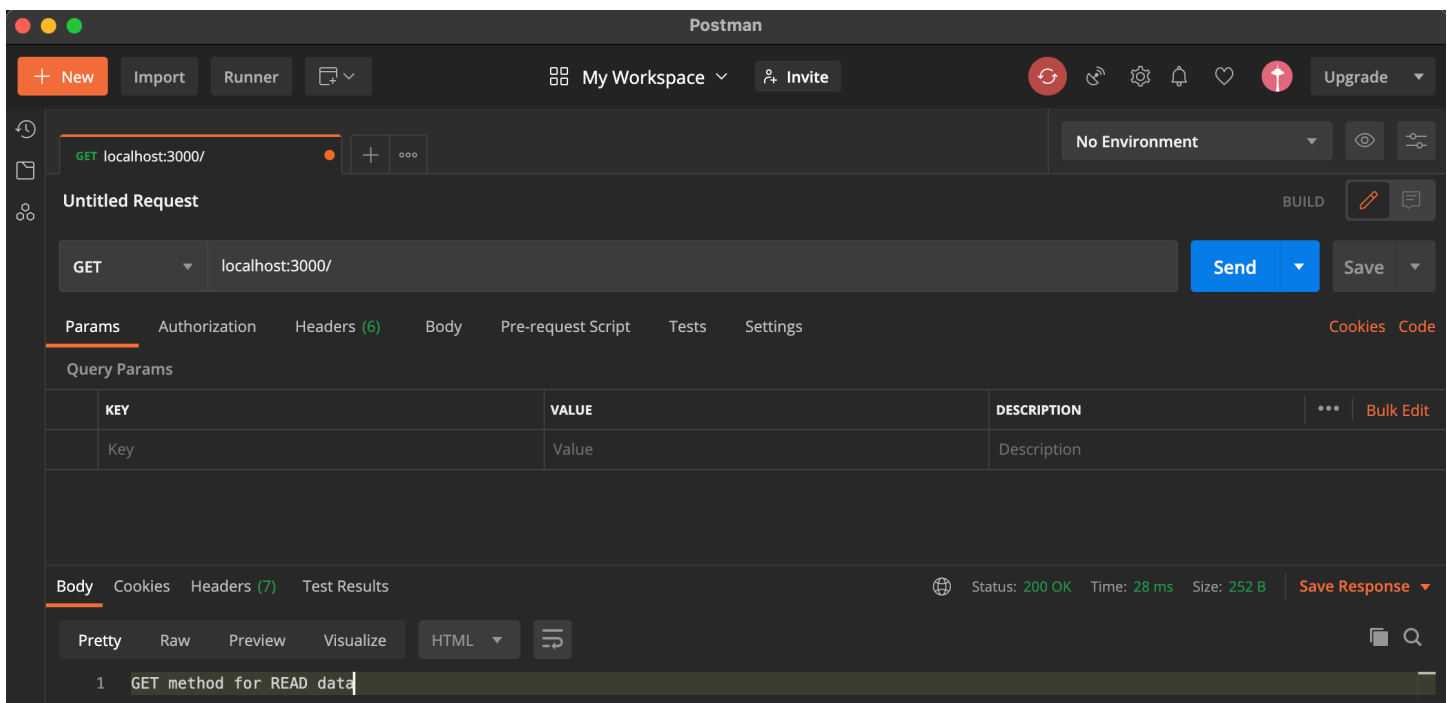 Postman
+ New Import Runner My Workspace Invite Upgrade
GET localhost:3000/ No Environment
Untitled Request BUILD
GET localhost:3000/ Send Save
Params Authorization Headers (6) Body Pre-request Script Tests Settings Cookies Code
Query Params
KEY VALUE DESCRIPTION Bulk Edit
Key Value Description
Body Cookies Headers (7) Test Results Status: 200 OK Time: 28 ms Size: 252 B Save Response
Pretty Raw Preview Visualize HTML
1 GET method for READ data